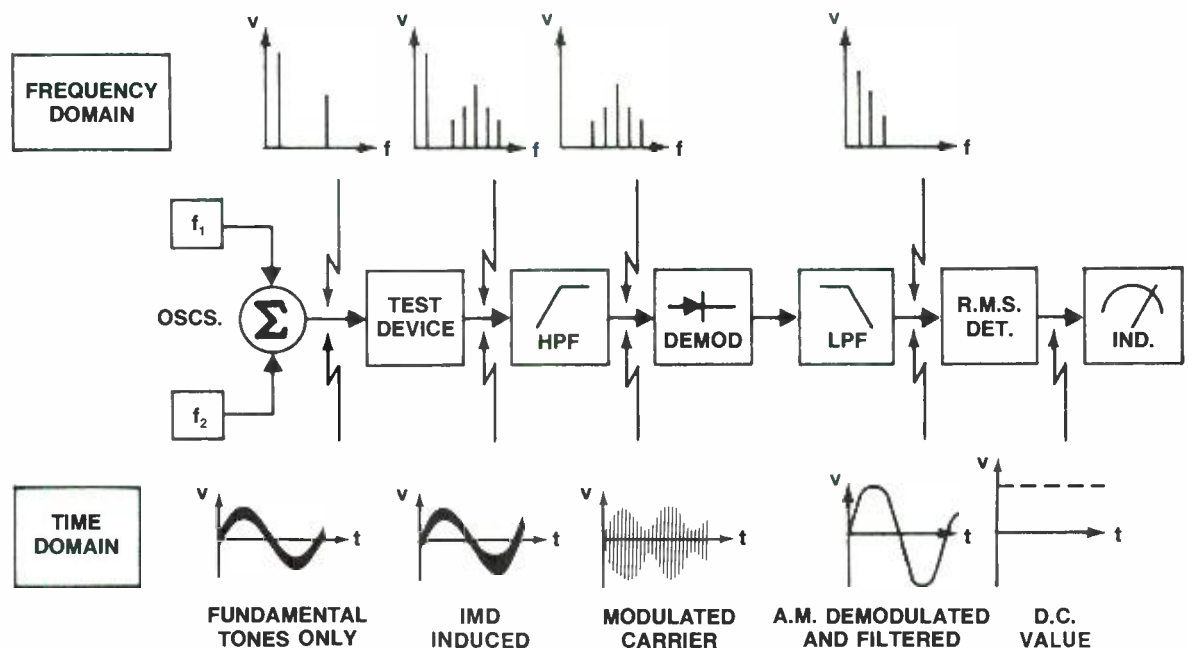 V
V
V
V
FREQUENCY
DOMAIN
f
f
f
f
f₁
OSCS.
Σ
TEST
DEVICE
HPF
DEMOD
LPF
R.M.S.
DET.
IND.
f₂
TIME
DOMAIN
V
t
V
t
V
t
V
t
V
t
FUNDAMENTAL
TONES ONLY
IMD
INDUCED
MODULATED
CARRIER
A.M. DEMODULATED
AND FILTERED
D.C.
VALUE